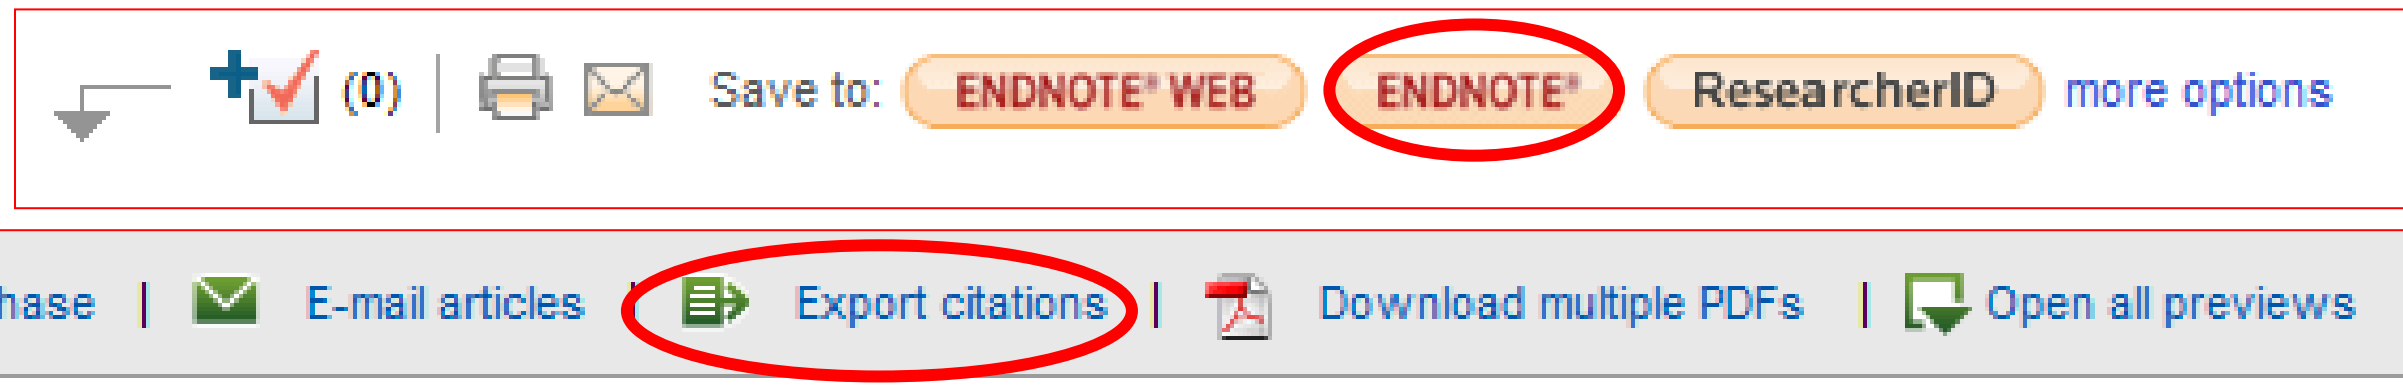 (0) Save to: ENDNOTE® WEB ENDNOTE® ResearcherID more options
hase | E-mail articles | Export citations | Download multiple PDFs | Open all previews